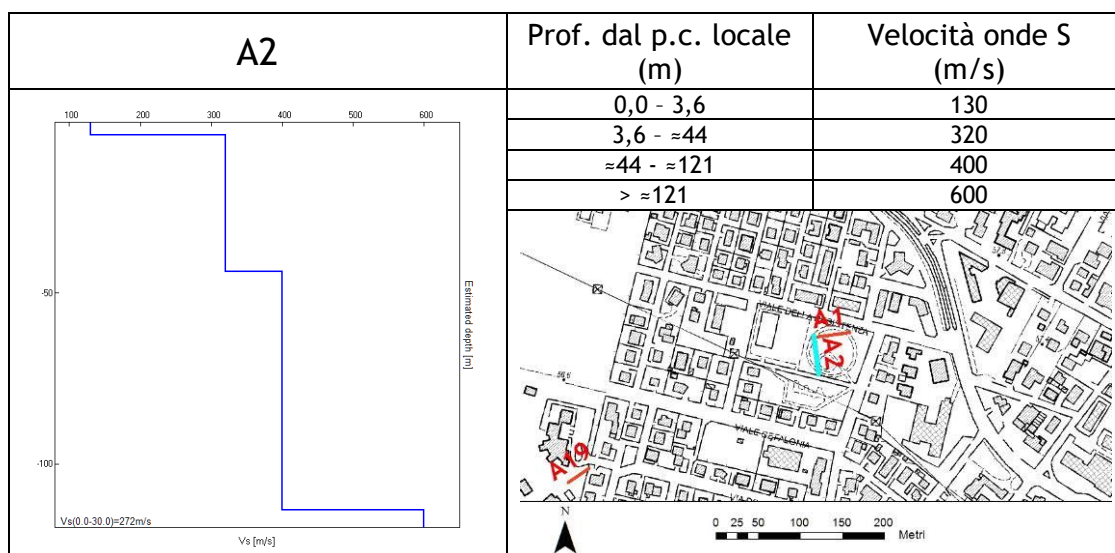 A2
Prof. dal p.c. locale
(m)
Velocità onde S
(m/s)
0,0 - 3,6
130
3,6 - ≈44
320
≈44 - ≈121
400
> ≈121
600
100 200 300 400 500 600
-50
-100
Estimated depth [m]
Vs(0.0-30.0)=272m/s
Vs [m/s]
A1
A2
A19
VIALE CEFALONIA
N
0 25 50 100 150 200
Metri